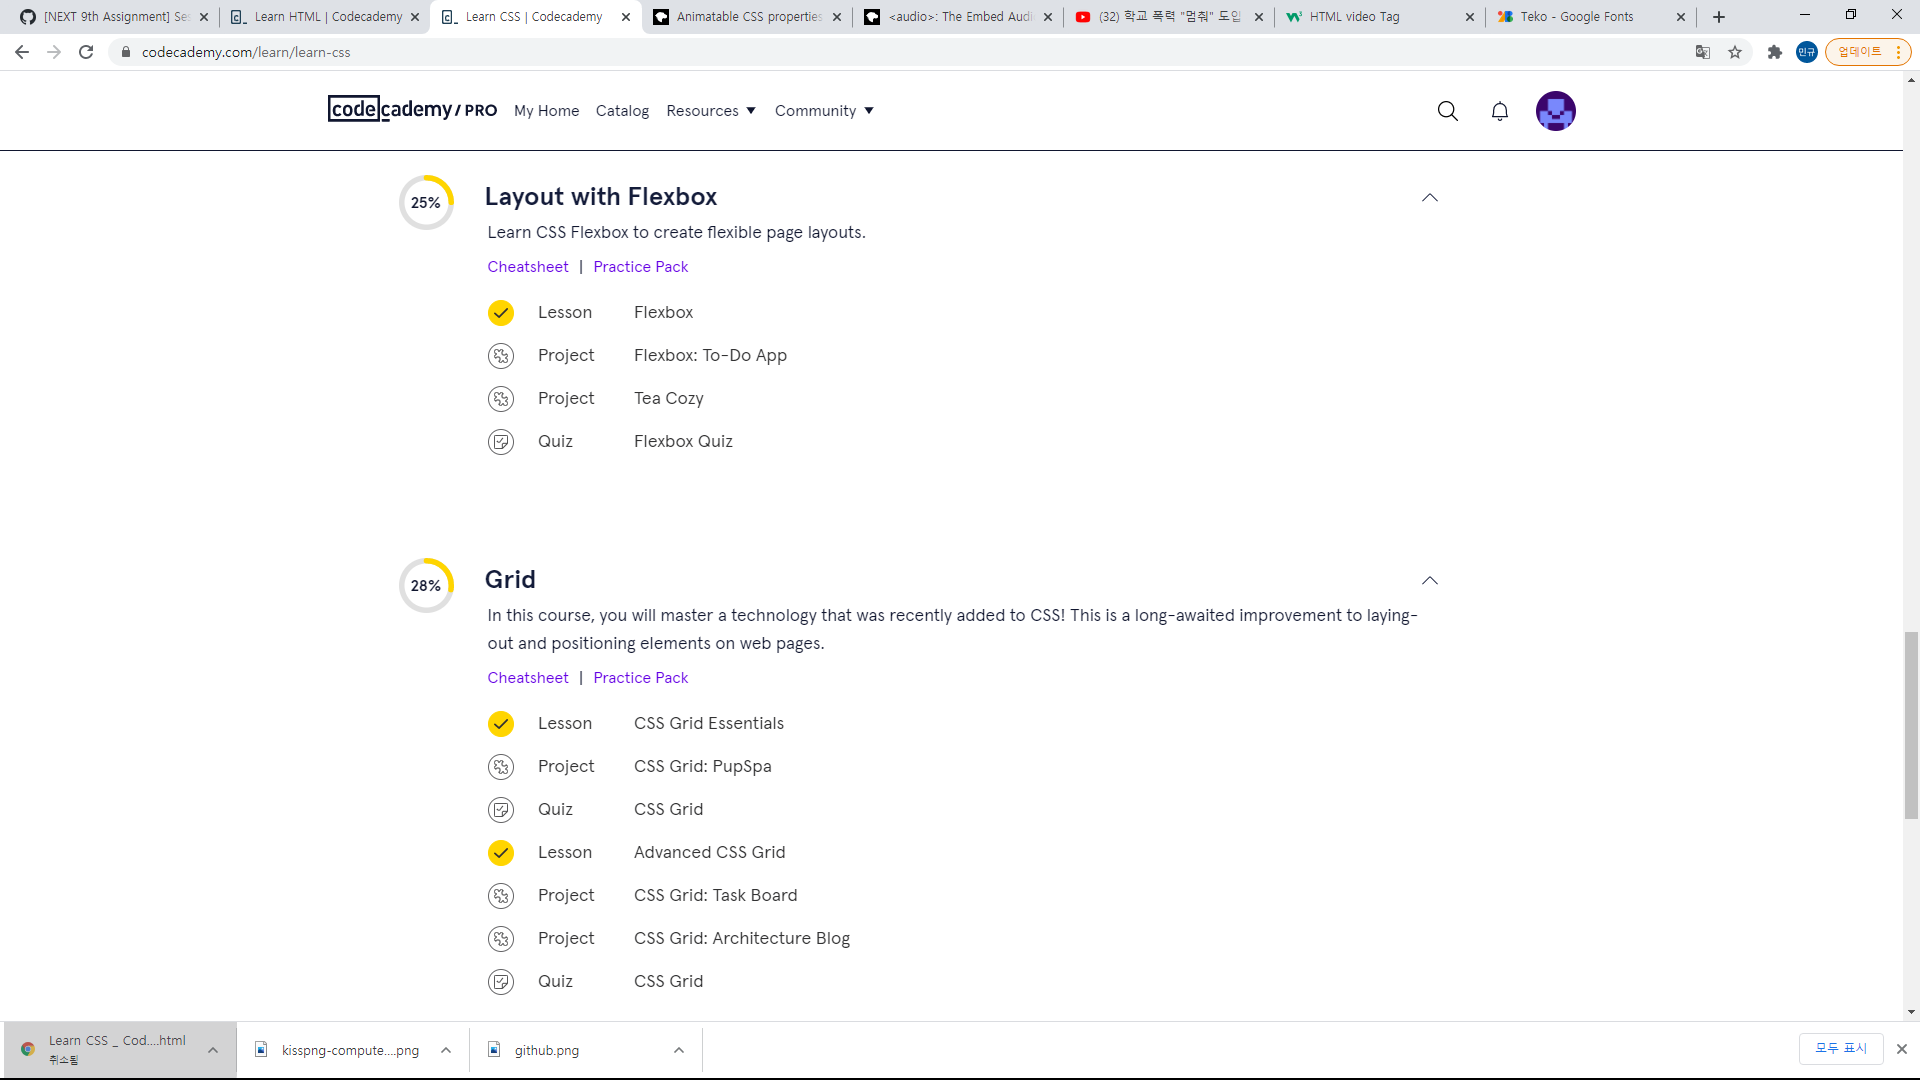 [NEXT 9th Assignment] Ses
Learn HTML | Codecademy
Learn CSS | Codecademy
Animatable CSS properties
<audio>: The Embed Audi
(32) 학교 폭력 "멈춰" 도입
HTML video Tag
Teko - Google Fonts
codecademy.com/learn/learn-css
민규
업데이트
codecademy / PRO
My Home
Catalog
Resources
Community
25%
Layout with Flexbox
Learn CSS Flexbox to create flexible page layouts.
Cheatsheet | Practice Pack
Lesson Flexbox
Project Flexbox: To-Do App
Project Tea Cozy
Quiz Flexbox Quiz
28%
Grid
In this course, you will master a technology that was recently added to CSS! This is a long-awaited improvement to laying-
out and positioning elements on web pages.
Cheatsheet | Practice Pack
Lesson CSS Grid Essentials
Project CSS Grid: PupSpa
Quiz CSS Grid
Lesson Advanced CSS Grid
Project CSS Grid: Task Board
Project CSS Grid: Architecture Blog
Quiz CSS Grid
Learn CSS _ Cod....html
취소됨
kisspng-compute....png
github.png
모두 표시